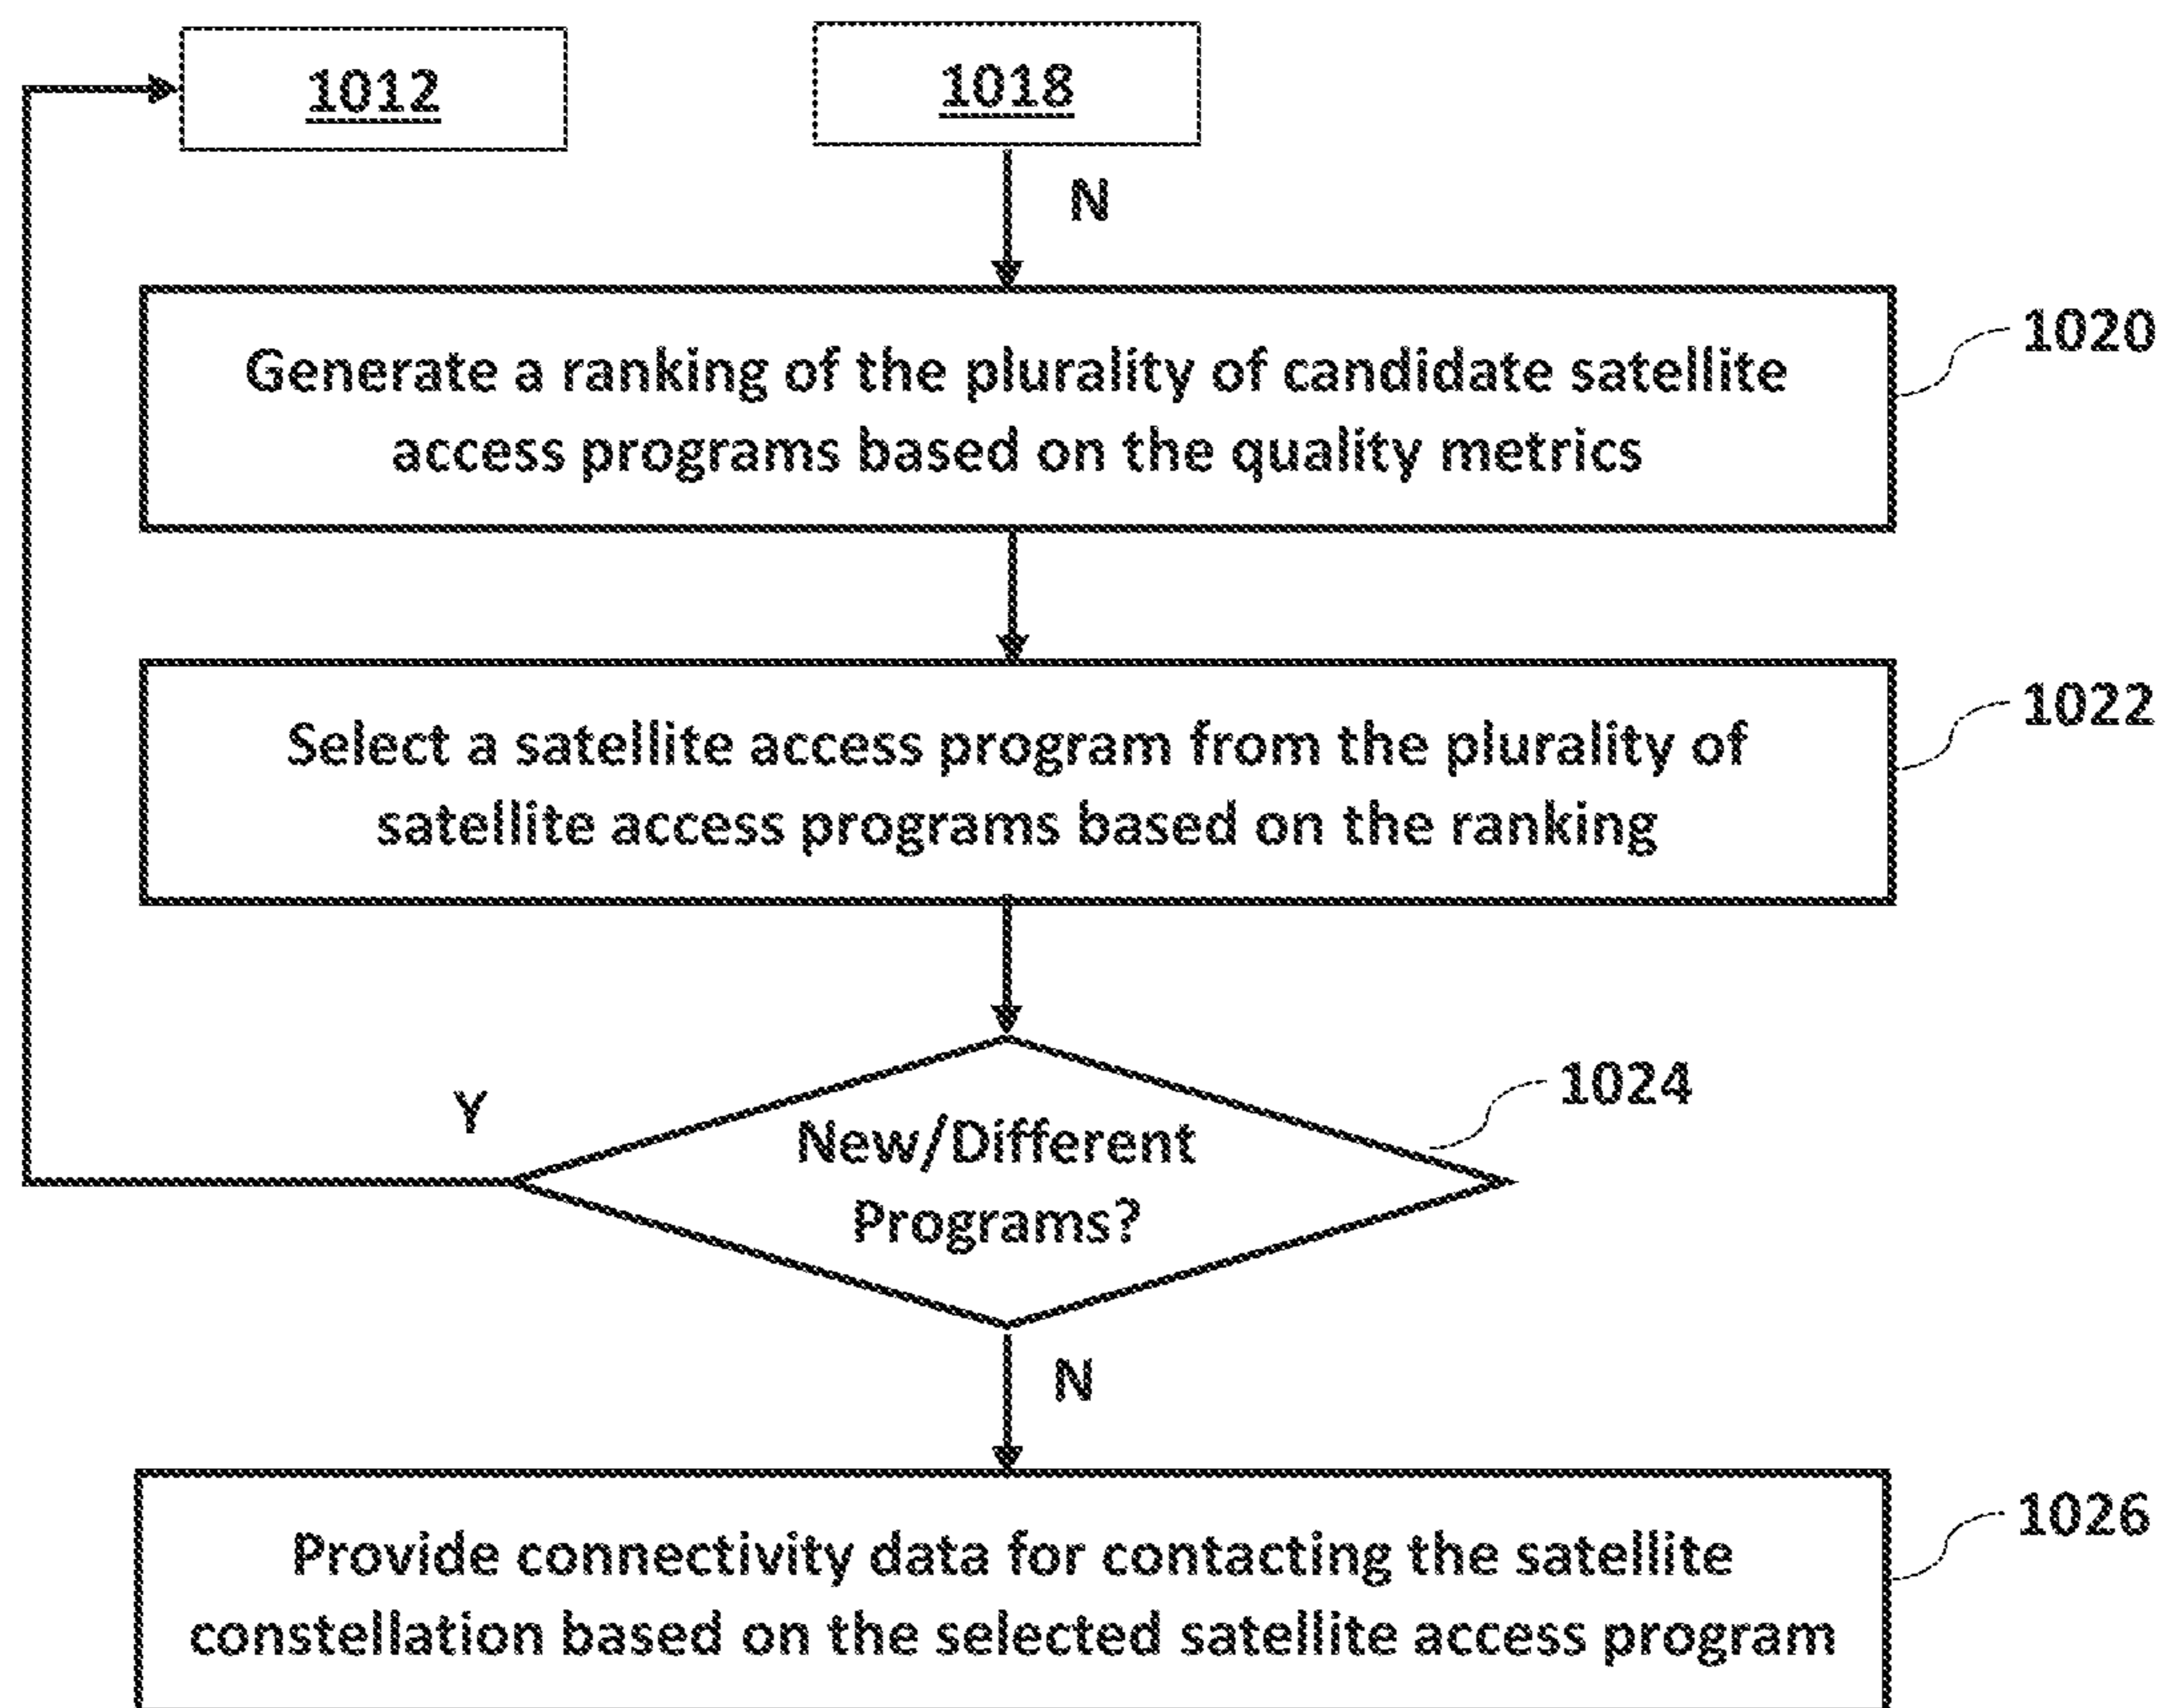 1012
1018
N
Generate a ranking of the plurality of candidate satellite
access programs based on the quality metrics
1020
Select a satellite access program from the plurality of
satellite access programs based on the ranking
1022
Y
New/Different
Programs?
1024
N
Provide connectivity data for contacting the satellite
constellation based on the selected satellite access program
1026